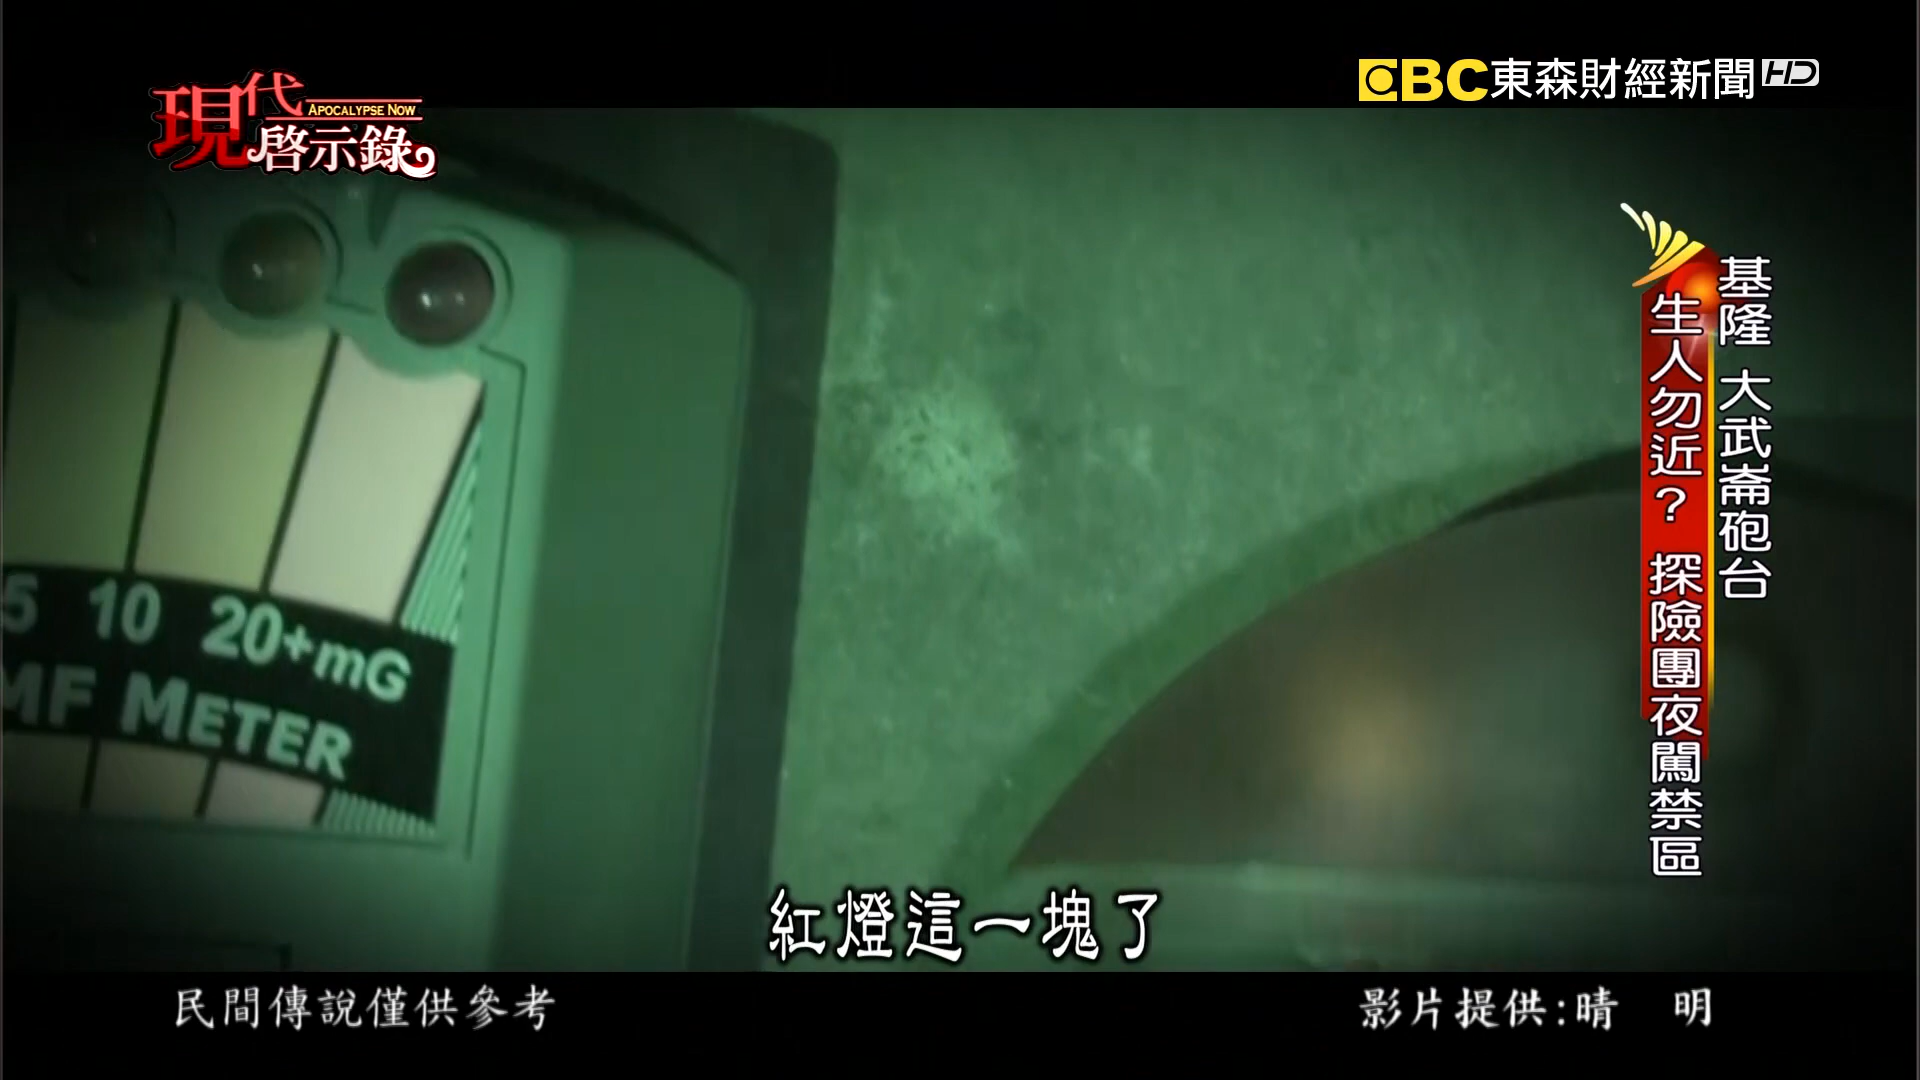 現代啓示錄
APOCALYPSE NOW
EBC東森財經新聞HD
基隆 大武崙砲台
生人勿近? 探險團夜闖禁區
5 10 20+mG
MF METER
紅燈這一塊了
民間傳說僅供參考
影片提供:晴 明